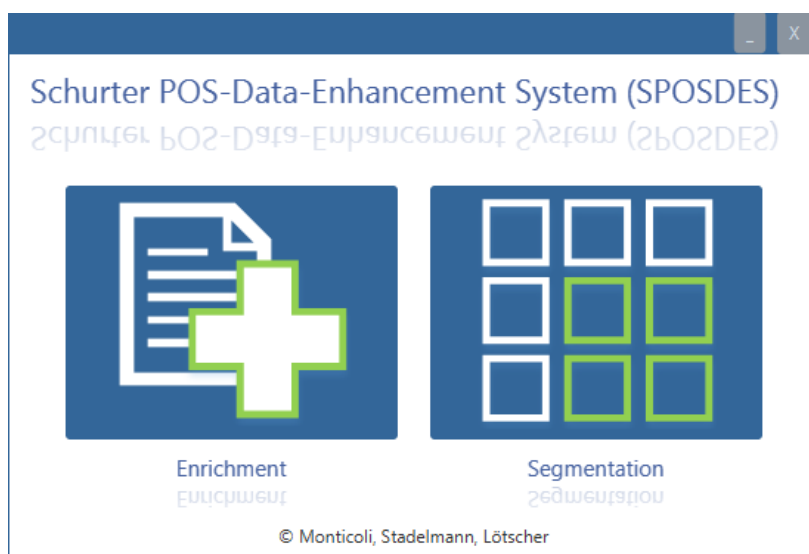 _ X
Schurter POS-Data-Enhancement System (SPOSDES)
Enrichment Segmentation
© Monticoli, Stadelmann, Lötscher